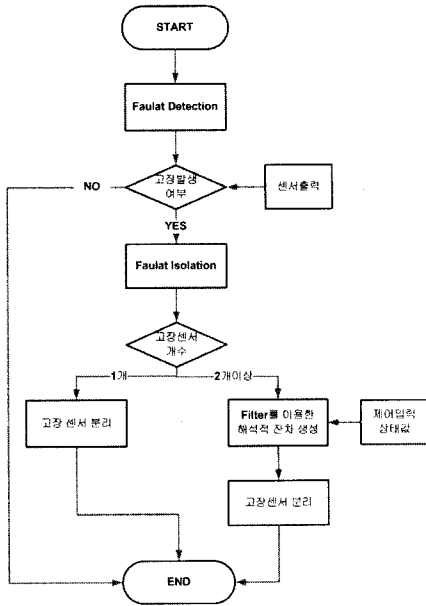 START
Faulat Detection
고장발생
여부
센서출력
NO
YES
Faulat Isolation
고장센서
개수
1개
2개이상
고장 센서 분리
Filter를 이용한
해석적 잔차 생성
제어입력
상태값
고장센서 분리
END